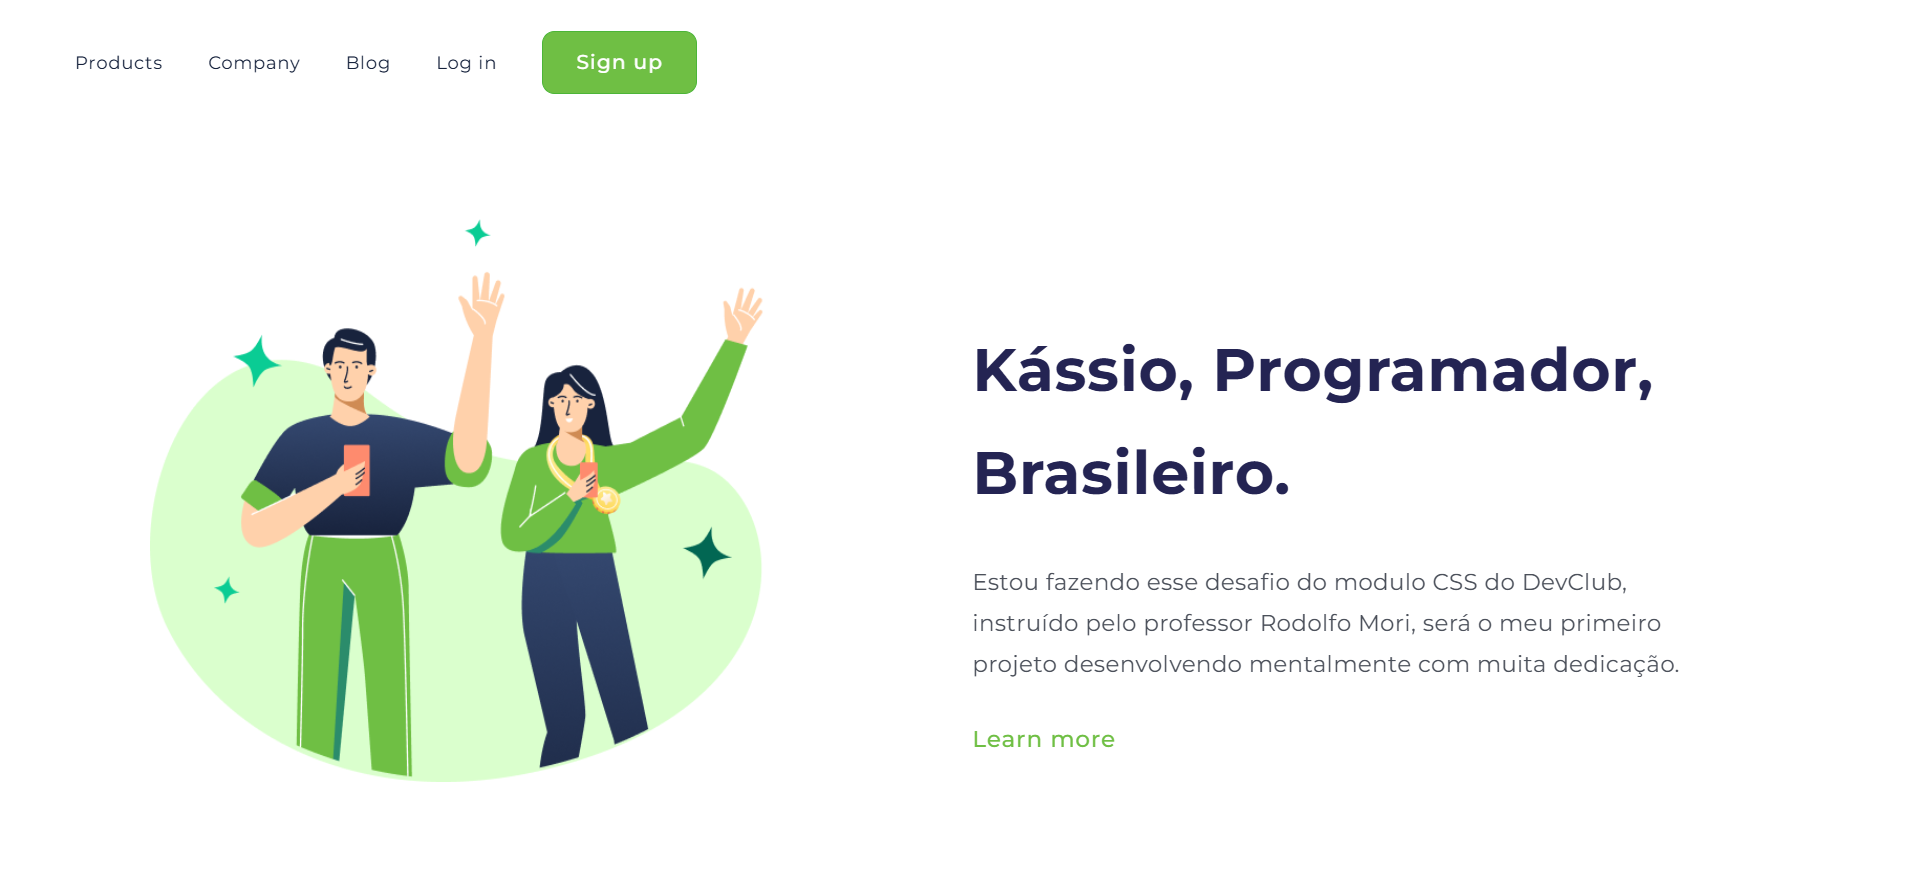 Products Company Blog Log in Sign up
Kássio, Programador,
Brasileiro.
Estou fazendo esse desafio do modulo CSS do DevClub,
instruído pelo professor Rodolfo Mori, será o meu primeiro
projeto desenvolvendo mentalmente com muita dedicação.
Learn more